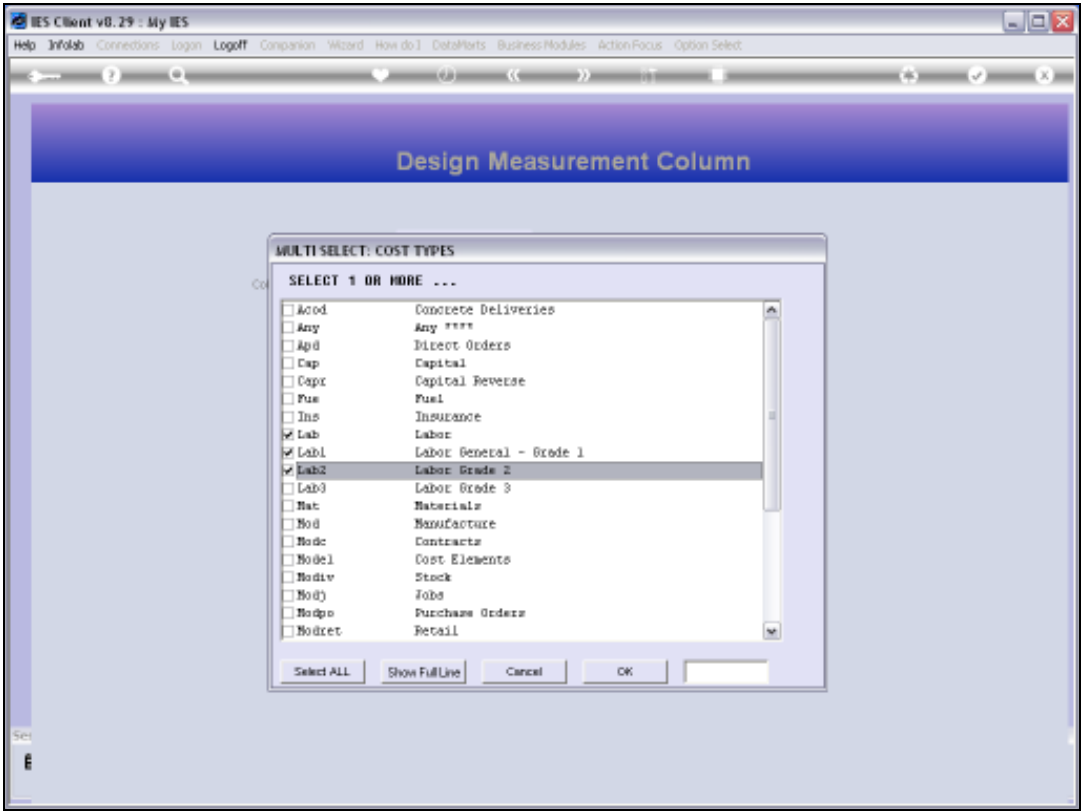 IES Client v8.29 : My IES
Help Infolab Connections Logon Logoff Companion Wizard How do I DataMarts Business Modules Action Focus Option Select
Design Measurement Column
MULTI SELECT: COST TYPES
SELECT 1 OR MORE ...
Acod Concrete Deliveries
Any Any ****
Apd Direct Orders
Cap Capital
Capr Capital Reverse
Fue Fuel
Ins Insurance
Lab Labor
Lab1 Labor General - Grade 1
Lab2 Labor Grade 2
Lab3 Labor Grade 3
Mat Materials
Mod Manufacture
Modc Contracts
Model Cost Elements
Modiv Stock
Modj Jobs
Modpo Purchase Orders
Modret Retail
Select ALL Show Full Line Cancel OK